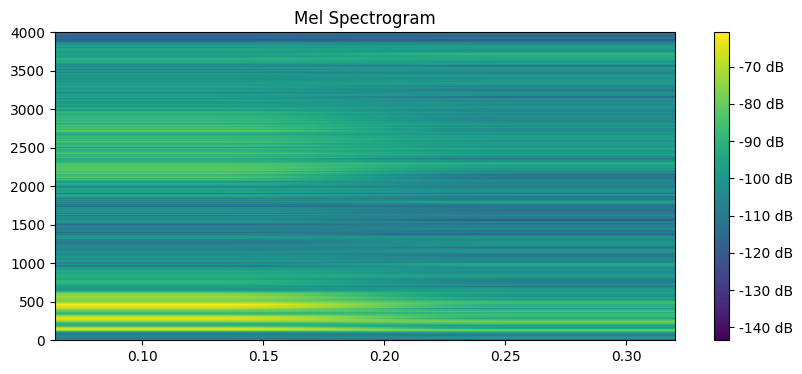 Mel Spectrogram
4000
3500
3000
2500
2000
1500
1000
500
0
0.10 0.15 0.20 0.25 0.30
-70 dB
-80 dB
-90 dB
-100 dB
-110 dB
-120 dB
-130 dB
-140 dB